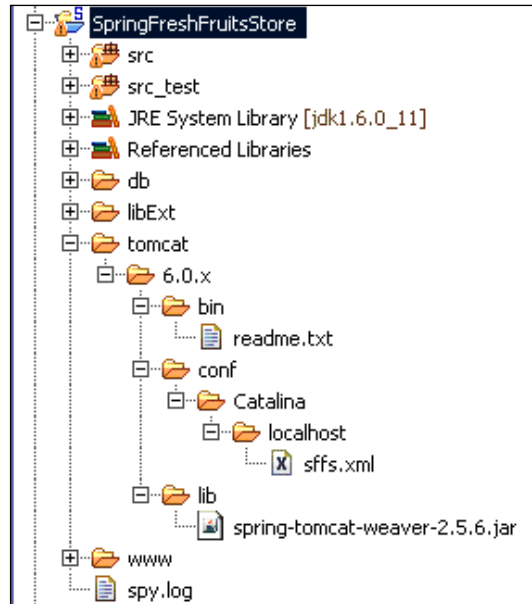 SpringFreshFruitsStore
src
src_test
JRE System Library [jdk1.6.0_11]
Referenced Libraries
db
libExt
tomcat
6.0.x
bin
readme.txt
conf
Catalina
localhost
sffs.xml
lib
spring-tomcat-weaver-2.5.6.jar
www
spy.log